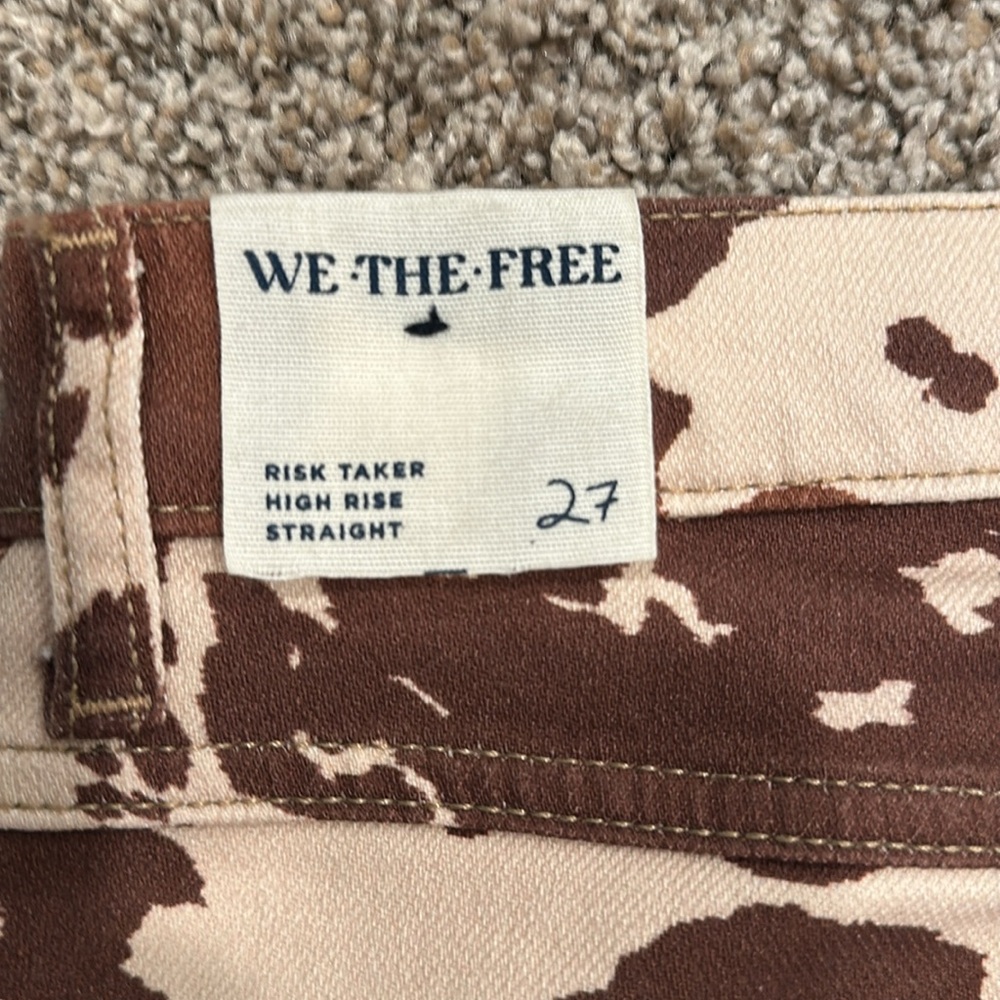 WE·THE·FREE
RISK TAKER
HIGH RISE
STRAIGHT
27